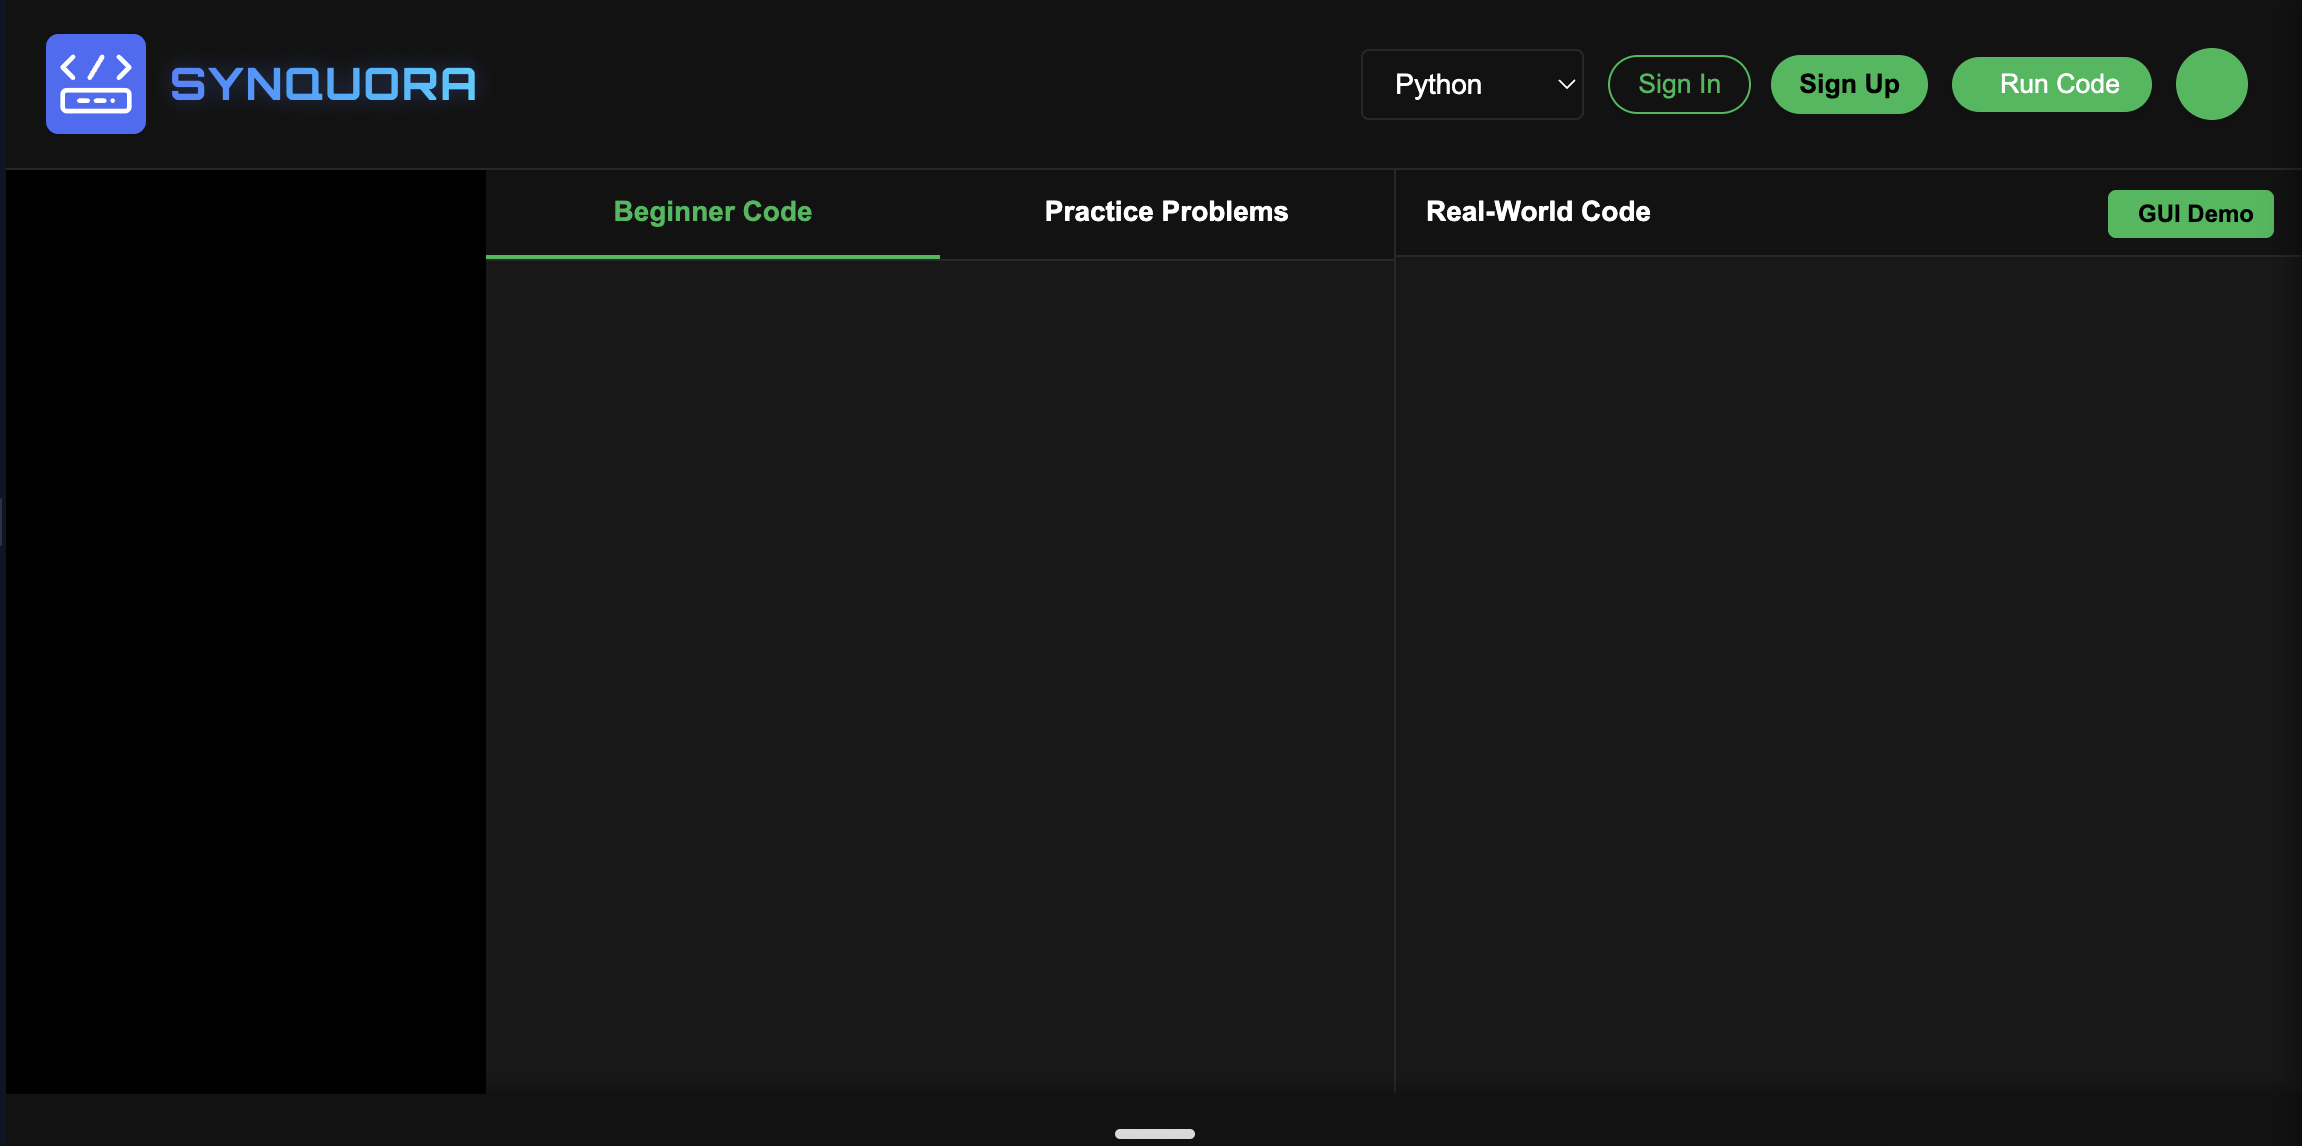 SYNQUORA
Python
Sign In
Sign Up
Run Code
Beginner Code
Practice Problems
Real-World Code
GUI Demo